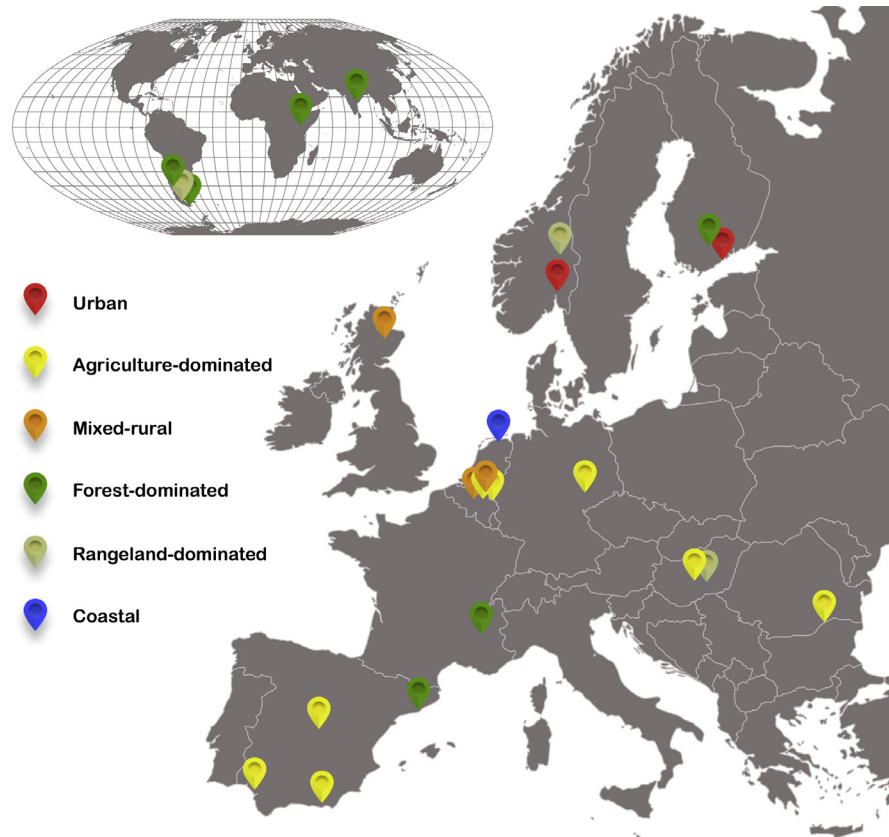 Urban
Agriculture-dominated
Mixed-rural
Forest-dominated
Rangeland-dominated
Coastal